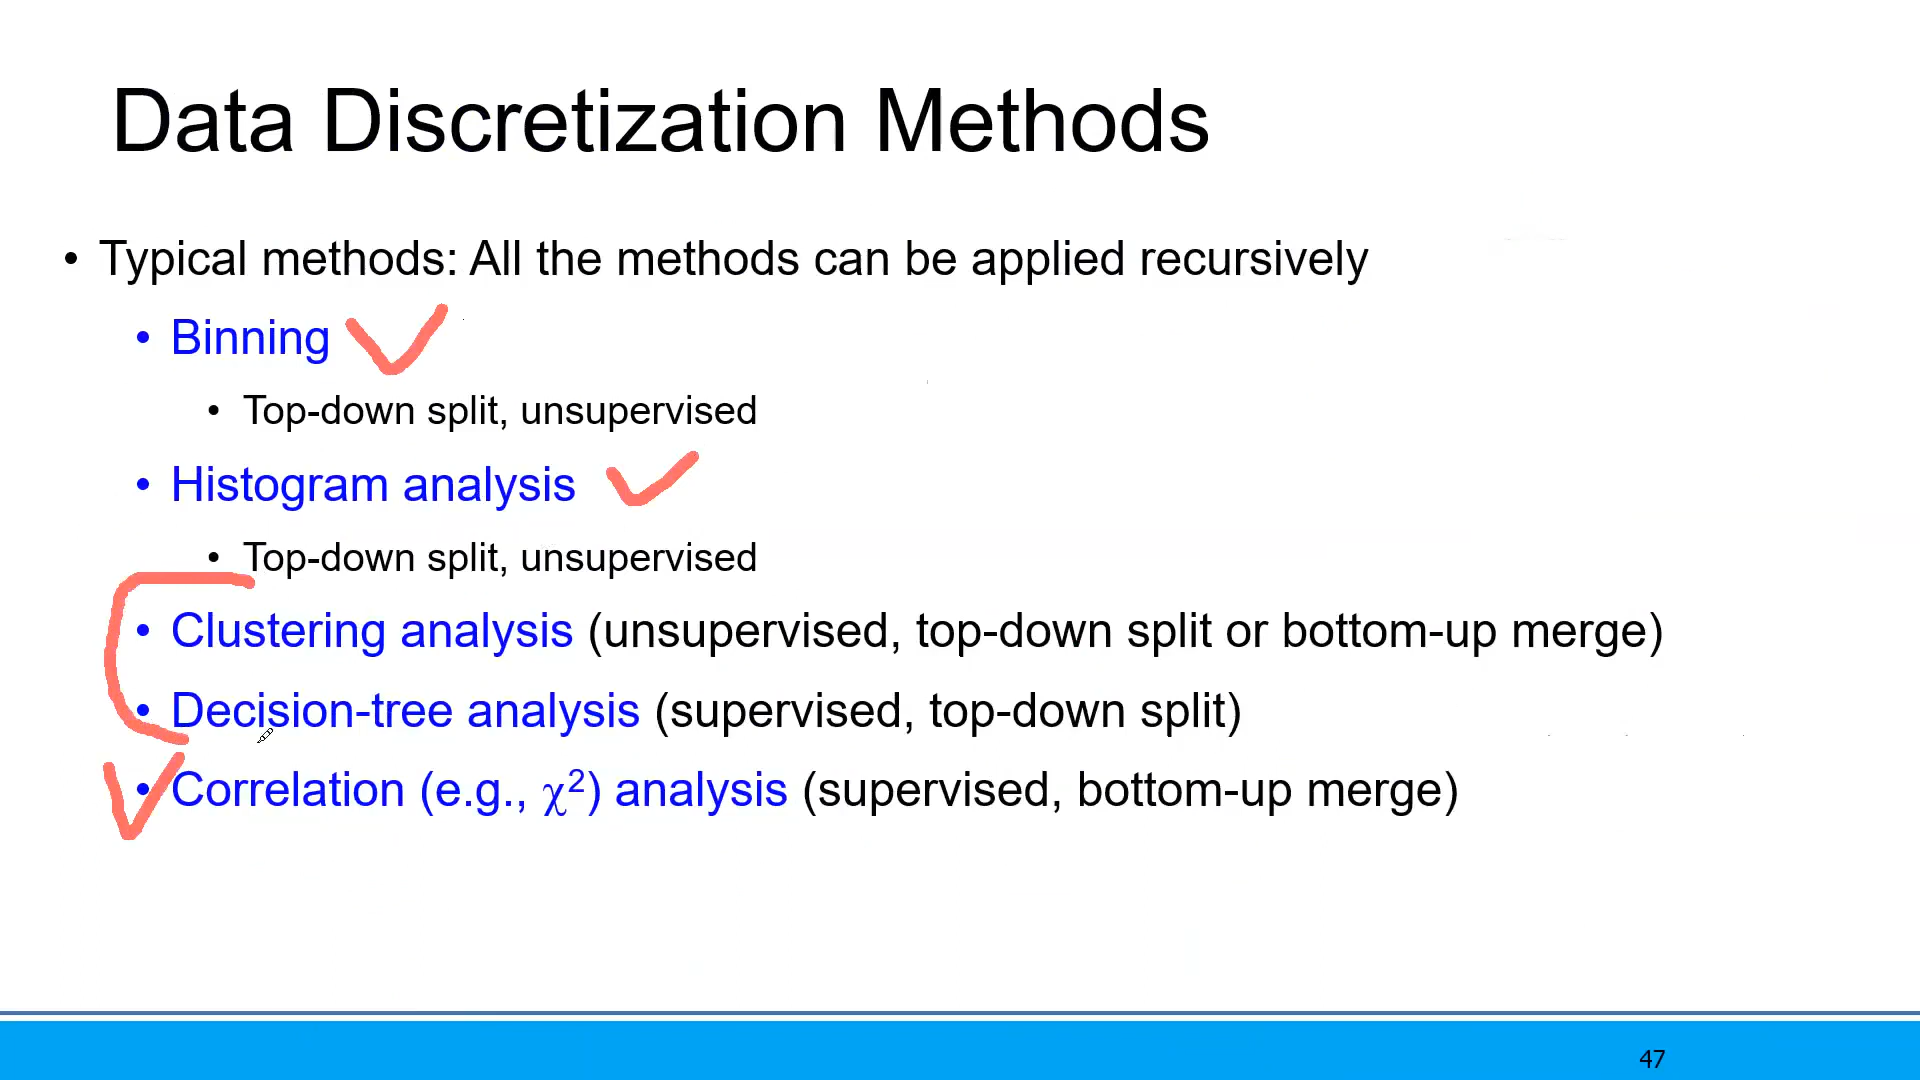 Data Discretization Methods
• Typical methods: All the methods can be applied recursively
• Binning
• Top-down split, unsupervised
• Histogram analysis
• Top-down split, unsupervised
• Clustering analysis (unsupervised, top-down split or bottom-up merge)
• Decision-tree analysis (supervised, top-down split)
• Correlation (e.g., χ²) analysis (supervised, bottom-up merge)
47